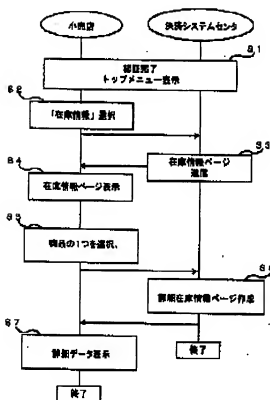 小売店
決済システムセンタ
S1
認証完了
トップメニュー表示
S2
「在庫情報」選択
S3
在庫情報ページ
送信
S4
在庫情報ページ表示
S5
商品の1つを選択、
S6
詳細在庫情報ページ作成
S7
詳細データ表示
終了
終了